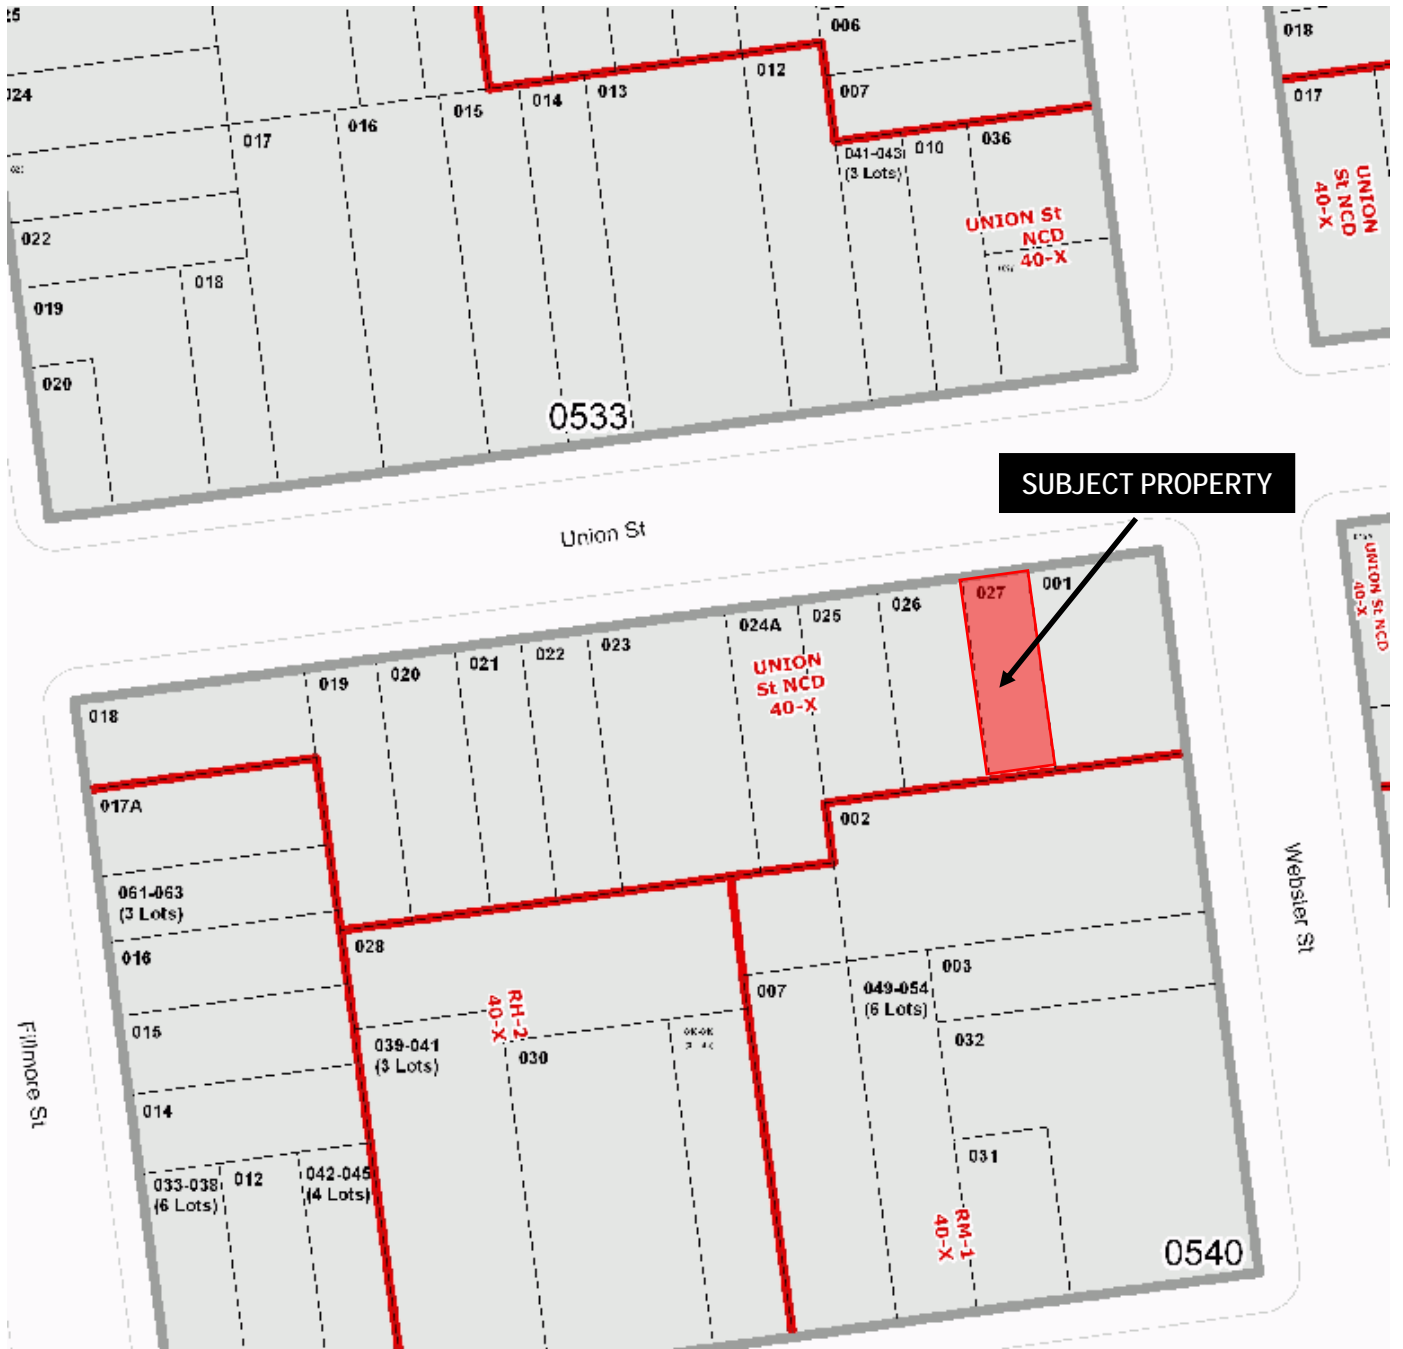 25
006
018
024
012
017
013
014
015
007
016
017
036
010
041-043
(3 Lots)
UNION
St NCD
40-X
UNION St
NCD
40-X
022
018
019
020
0533
SUBJECT PROPERTY
Union St
UNION St NCD
40-X
001
027
026
025
024A
023
022
021
020
019
018
UNION
St NCD
40-X
017A
002
061-063
(3 Lots)
028
016
003
007
049-054
(6 Lots)
Webster St
RH-2
40-X
015
039-041
(3 Lots)
030
032
Fillmore St
014
031
033-038
(6 Lots)
012
042-045
(4 Lots)
RM-1
40-X
0540